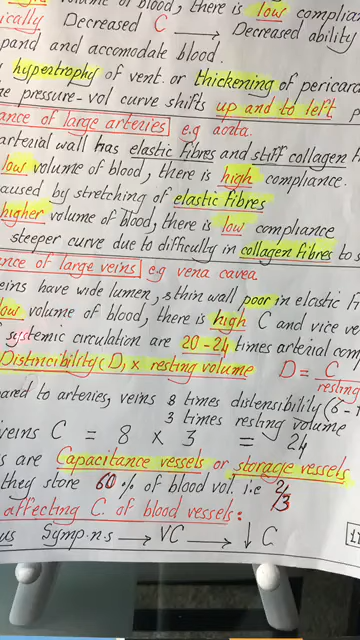 volume of blood, there is low complian
ically Decreased C → Decreased ability
pand and accomodate blood.
hypertrophy of vent. or thickening of pericar
e pressure-vol curve shifts up and to left
ance of large arteries e.g aorta.
arterial wall has elastic fibres and stiff collagen f
low volume of blood, there is high compliance.
aused by stretching of elastic fibres
higher volume of blood, there is low compliance
steeper curve due to difficulty in collagen fibres to s
ance of large veins e.g vena cavea.
eins have wide lumen, & thin wall poor in elastic f
low volume of blood, there is high C and vice ve
systemic circulation are 20-24 times arterial comp
Distincibility (D) x resting volume D = C
resting
ared to arteries, veins 8 times distensibility (6-
3 times resting volume
veins C = 8 x 3 = 24
s are Capacitance vessels or storage vessels
they store 60% of blood vol. i.e 2/3
affecting C. of blood vessels:
us Symp.n.s → VC → ↓ C